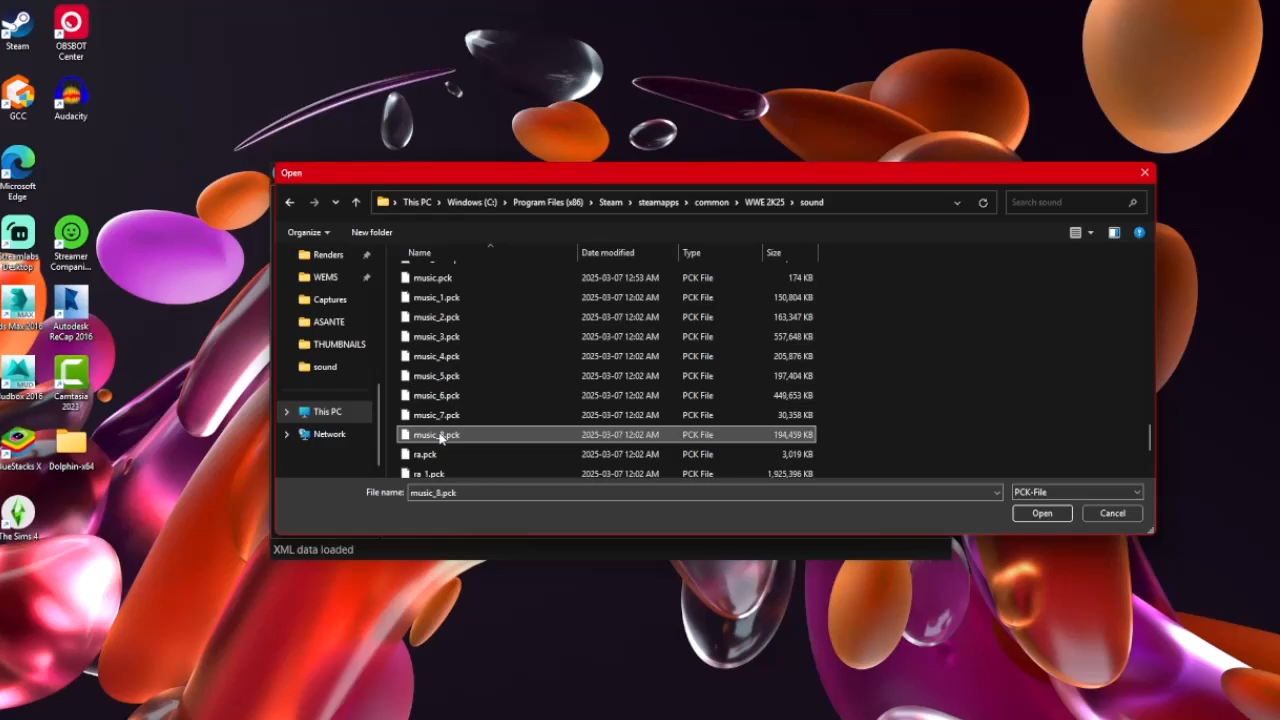 Steam
OBSBOT
Center
GCC
Audacity
Microsoft
Edge
Streamlabs
Desktop
Streamer
Compani...
ds Max 2016
Autodesk
ReCap 2016
Mudbox 2016
Camtasia
2023
BlueStacks X
Dolphin-x64
The Sims 4
Open
This PC
Windows (C:)
Program Files (x86)
Steam
steamapps
common
WWE 2K25
sound
Search sound
Organize
New folder
Renders
WEMS
Captures
ASANTE
THUMBNAILS
sound
This PC
Network
Name Date modified Type Size
music.pck 2025-03-07 12:53 AM PCK File 174 KB
music_1.pck 2025-03-07 12:02 AM PCK File 150,804 KB
music_2.pck 2025-03-07 12:02 AM PCK File 163,347 KB
music_3.pck 2025-03-07 12:02 AM PCK File 557,648 KB
music_4.pck 2025-03-07 12:02 AM PCK File 205,876 KB
music_5.pck 2025-03-07 12:02 AM PCK File 197,404 KB
music_6.pck 2025-03-07 12:02 AM PCK File 449,653 KB
music_7.pck 2025-03-07 12:02 AM PCK File 30,358 KB
music_8.pck 2025-03-07 12:02 AM PCK File 194,459 KB
ra.pck 2025-03-07 12:02 AM PCK File 3,019 KB
ra_1.pck 2025-03-07 12:02 AM PCK File 1,925,396 KB
File name: music_8.pck
PCK-File
Open
Cancel
XML data loaded